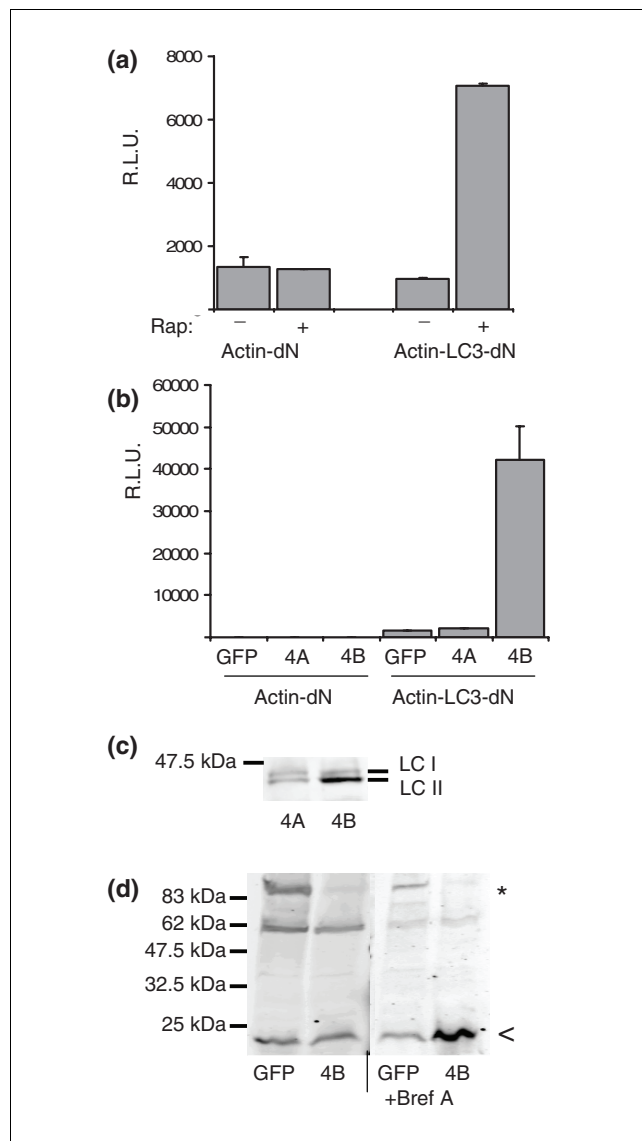 (a)
8000
6000
4000
2000
R.L.U.
Rap: – + – +
Actin-dN Actin-LC3-dN
(b)
60000
50000
40000
30000
20000
10000
R.L.U.
GFP 4A 4B GFP 4A 4B
Actin-dN Actin-LC3-dN
(c)
47.5 kDa
LC I
LC II
4A 4B
(d)
83 kDa *
62 kDa
47.5 kDa
32.5 kDa
25 kDa <
GFP 4B GFP 4B
+Bref A